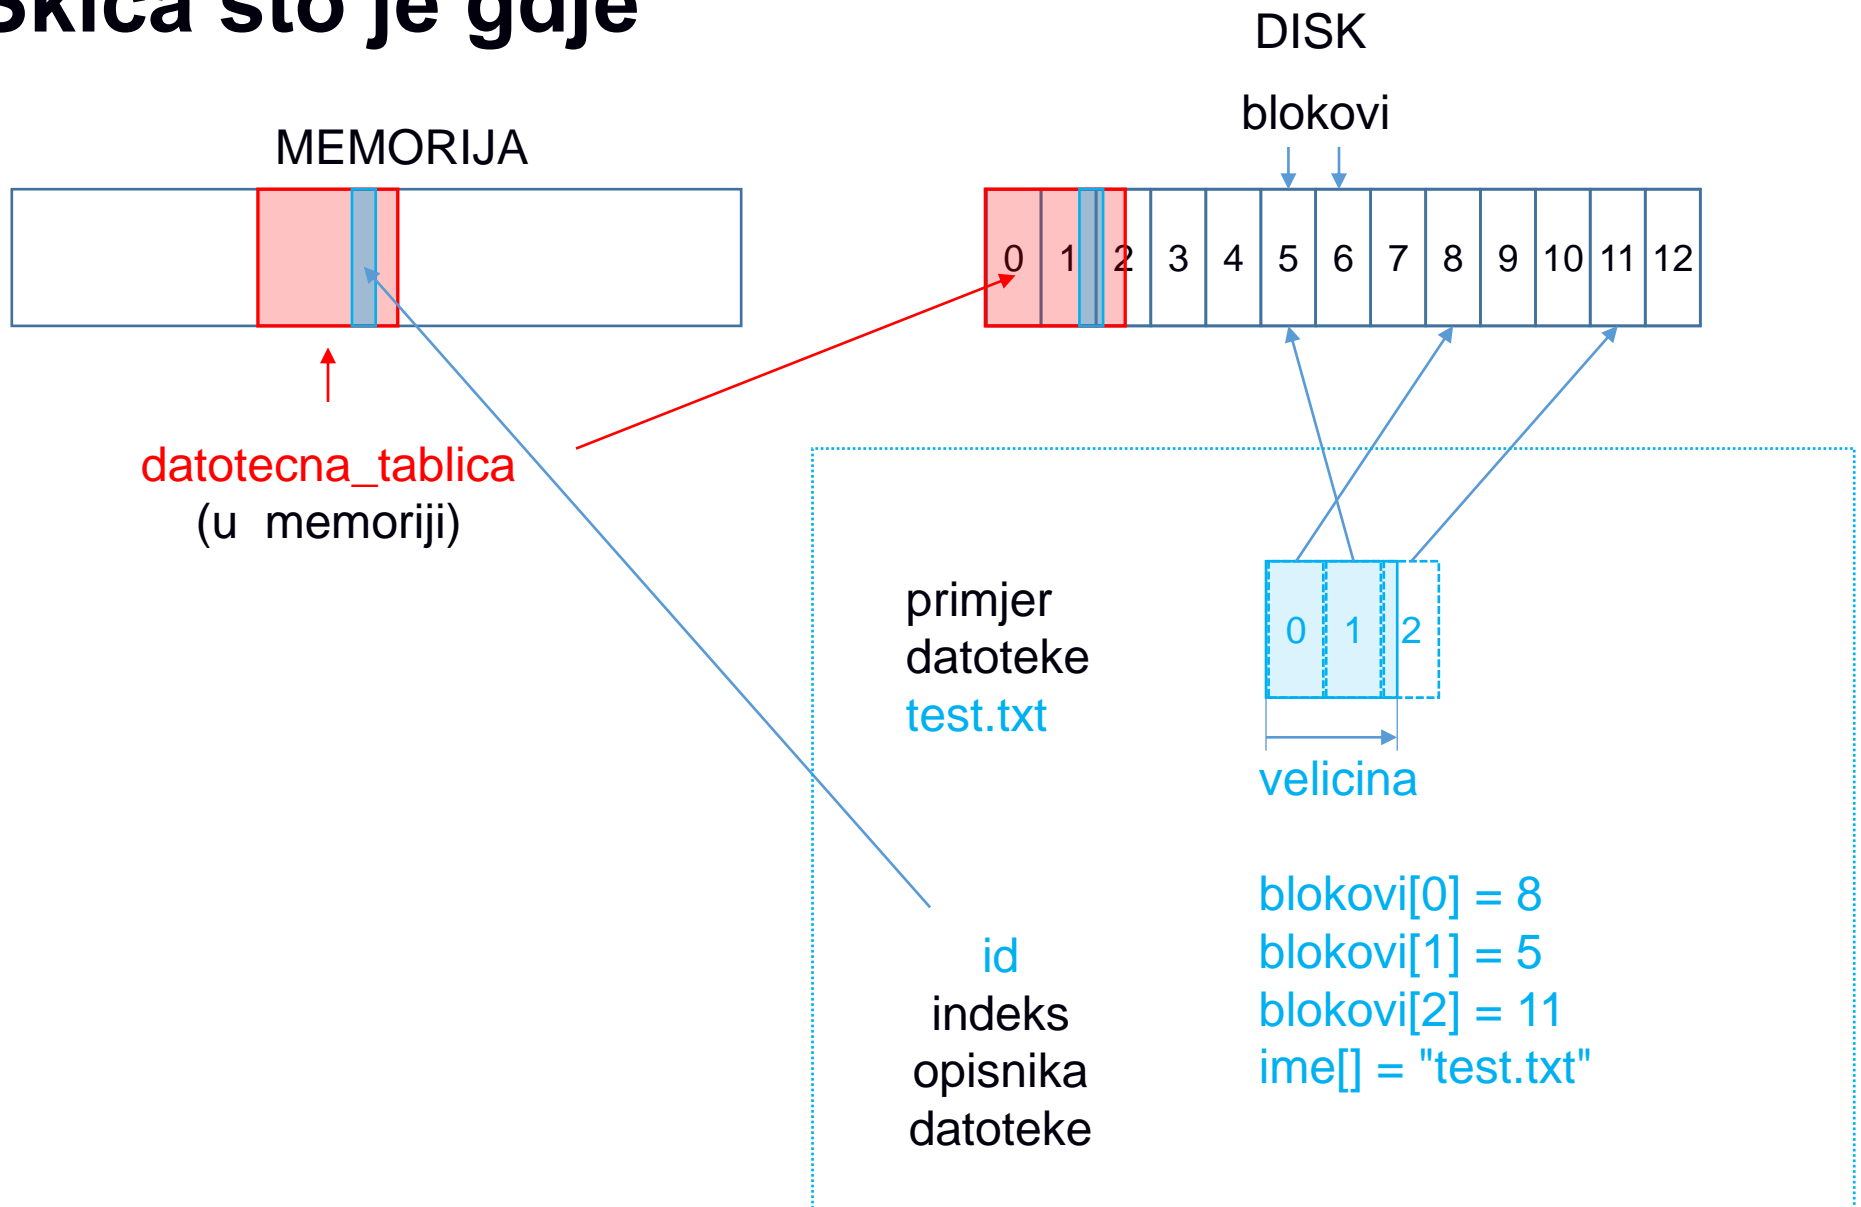 Skica što je gdje
DISK
blokovi
MEMORIJA
0 1 2 3 4 5 6 7 8 9 10 11 12
datotecna_tablica
(u memoriji)
primjer
datoteke
test.txt
0 1 2
velicina
id
indeks
opisnika
datoteke
blokovi[0] = 8
blokovi[1] = 5
blokovi[2] = 11
ime[] = "test.txt"